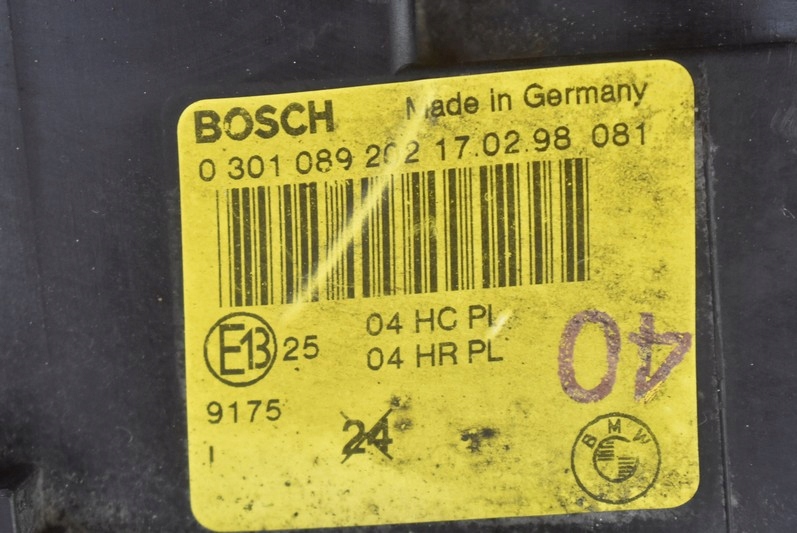 BOSCH Made in Germany
0 301 089 202 17.02.98 081
E13 25 04 HC PL
04 HR PL
9175
I
24
40
BMW